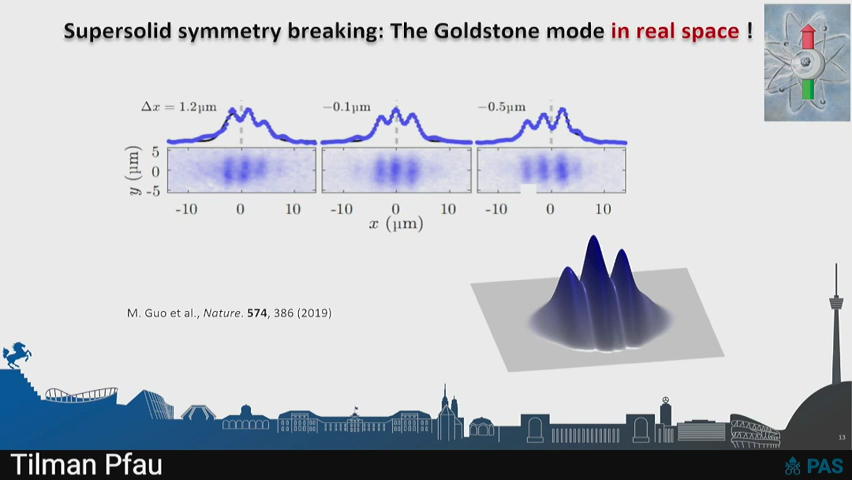 Supersolid symmetry breaking: The Goldstone mode in real space !
Δx = 1.2μm
−0.1μm
−0.5μm
y (μm)
5
0
-5
-10 0 10
-10 0 10
-10 0 10
x (μm)
M. Guo et al., Nature. 574, 386 (2019)
13
Tilman Pfau
PAS